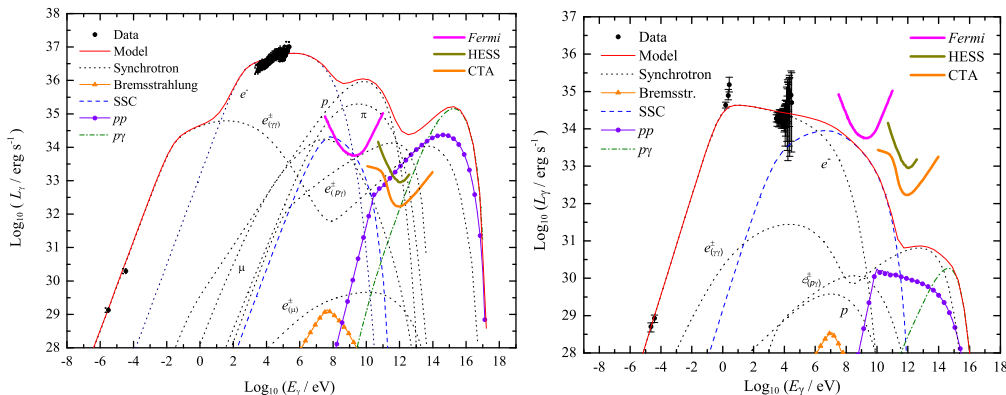 Data
Model
Synchrotron
Bremsstrahlung
SSC
pp
pγ
Fermi
HESS
CTA
e⁻
p
π
e±(γγ)
e±(pγ)
μ
e±(μ)
Log₁₀ (Lγ / erg s⁻¹)
37
36
35
34
33
32
31
30
29
28
-8 -6 -4 -2 0 2 4 6 8 10 12 14 16 18
Log₁₀ (Eγ / eV)
Data
Model
Synchrotron
Bremsstr.
SSC
pp
pγ
Fermi
HESS
CTA
e⁻
e±(γγ)
e±(pγ)
p
Log₁₀ (Lγ / erg s⁻¹)
37
36
35
34
33
32
31
30
29
28
-8 -6 -4 -2 0 2 4 6 8 10 12 14 16 18
Log₁₀ (Eγ / eV)